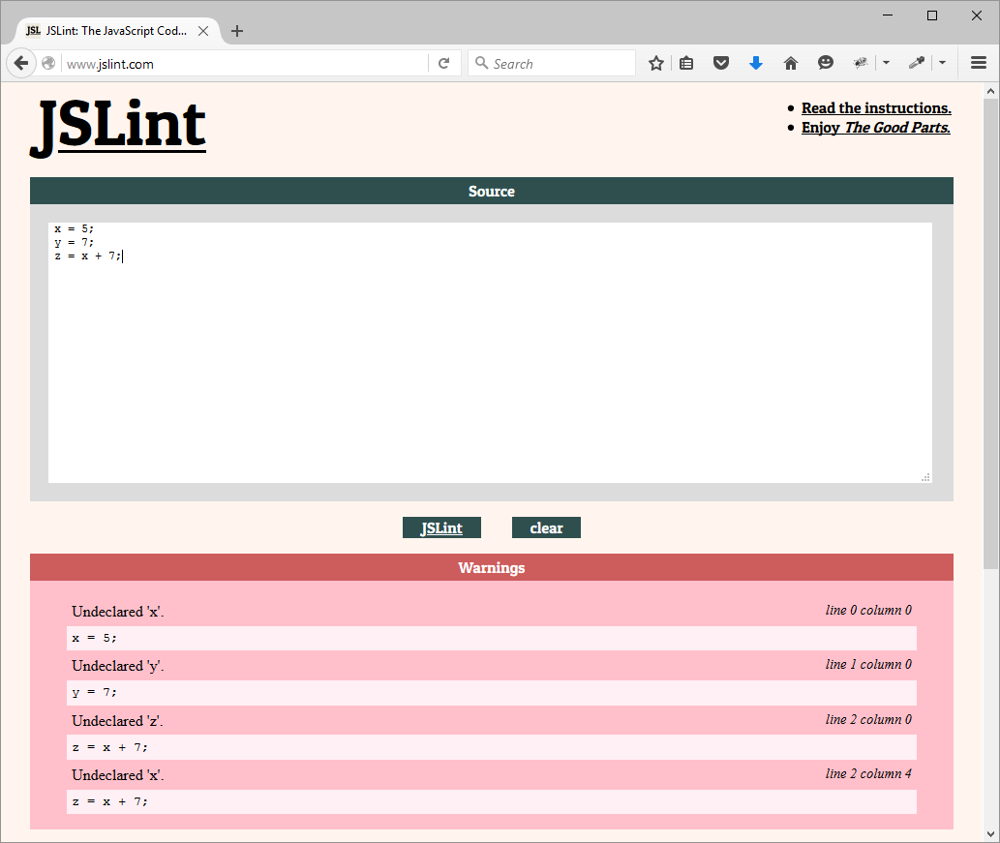 JSL JSLint: The JavaScript Cod...
www.jslint.com
Search
JSLint
Read the instructions.
Enjoy The Good Parts.
Source
x = 5;
y = 7;
z = x + 7;
JSLint clear
Warnings
Undeclared 'x'. line 0 column 0
x = 5;
Undeclared 'y'. line 1 column 0
y = 7;
Undeclared 'z'. line 2 column 0
z = x + 7;
Undeclared 'x'. line 2 column 4
z = x + 7;